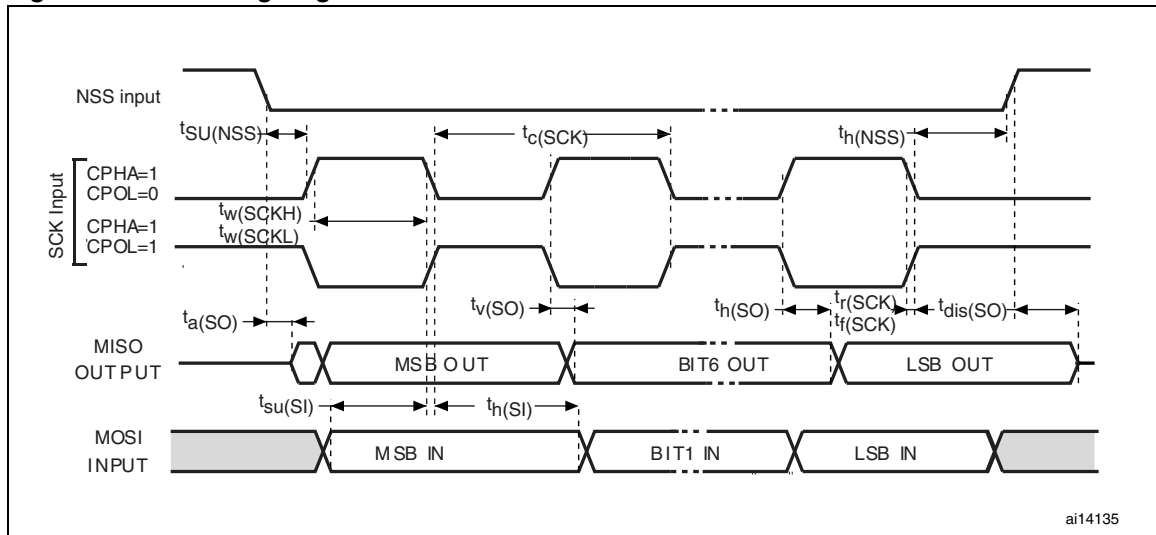 NSS input
tSU(NSS)
tc(SCK)
th(NSS)
SCK Input
CPHA=1
CPOL=0
tw(SCKH)
tw(SCKL)
CPHA=1
CPOL=1
ta(SO)
tv(SO)
th(SO)
tr(SCK)
tf(SCK)
tdis(SO)
MISO
OUTPUT
MSB OUT
BIT6 OUT
LSB OUT
tsu(SI)
th(SI)
MOSI
INPUT
MSB IN
BIT1 IN
LSB IN
ai14135